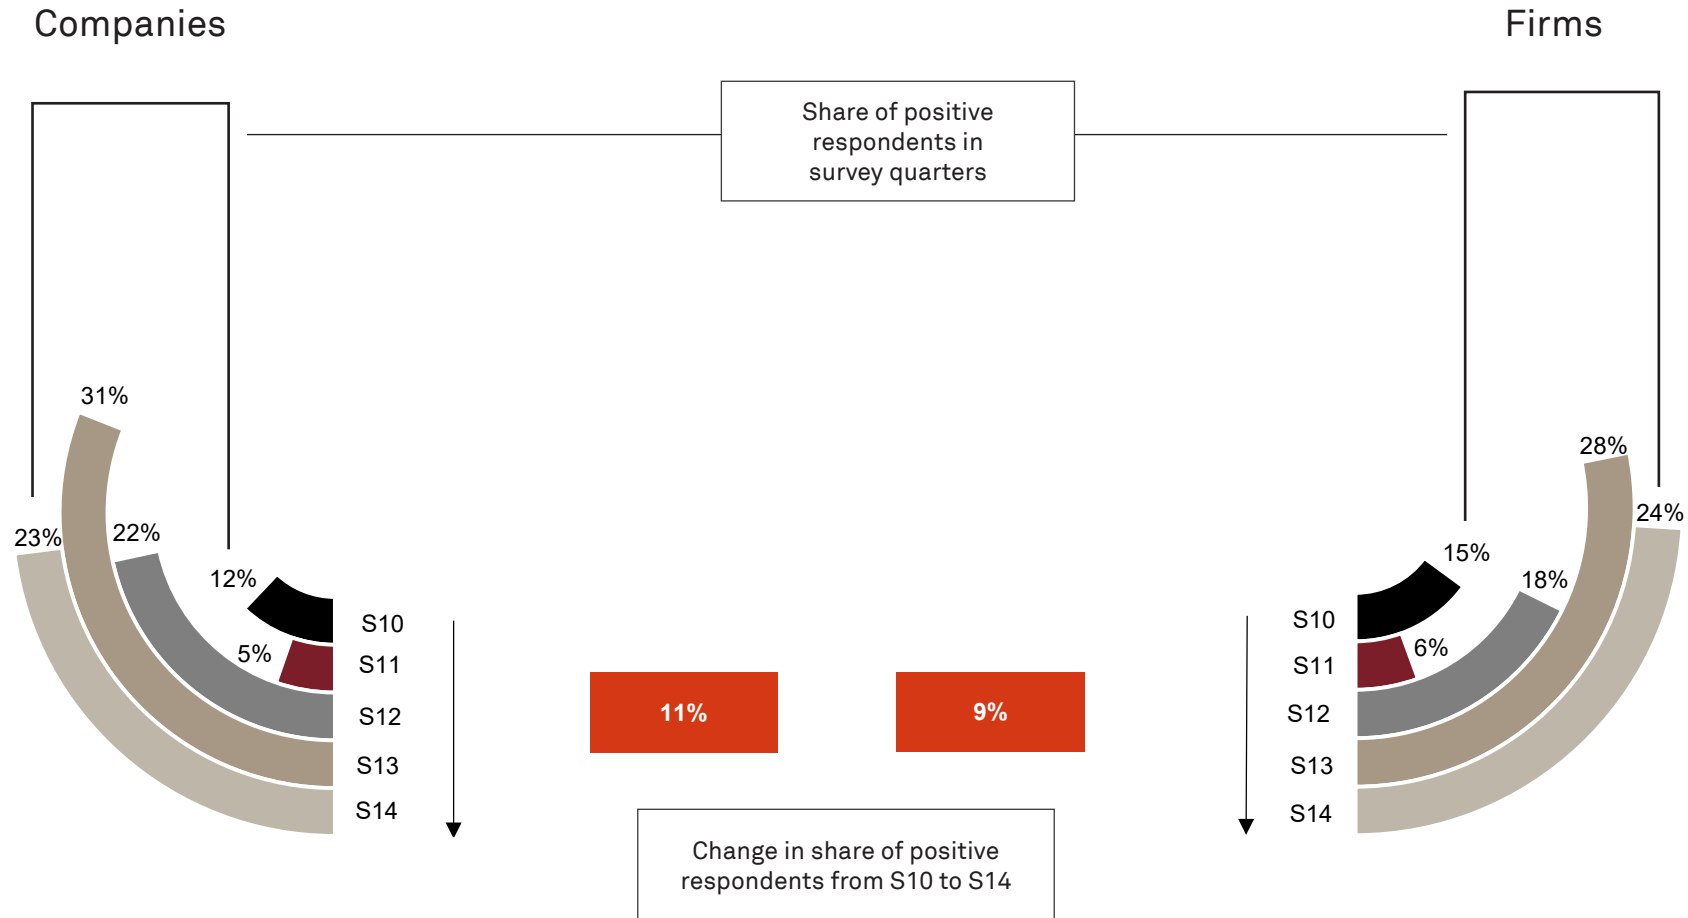 Companies
Firms
Share of positive
respondents in
survey quarters
31%
23%
22%
12%
5%
S10
S11
S12
S13
S14
11%
9%
28%
24%
15%
18%
6%
S10
S11
S12
S13
S14
Change in share of positive
respondents from S10 to S14